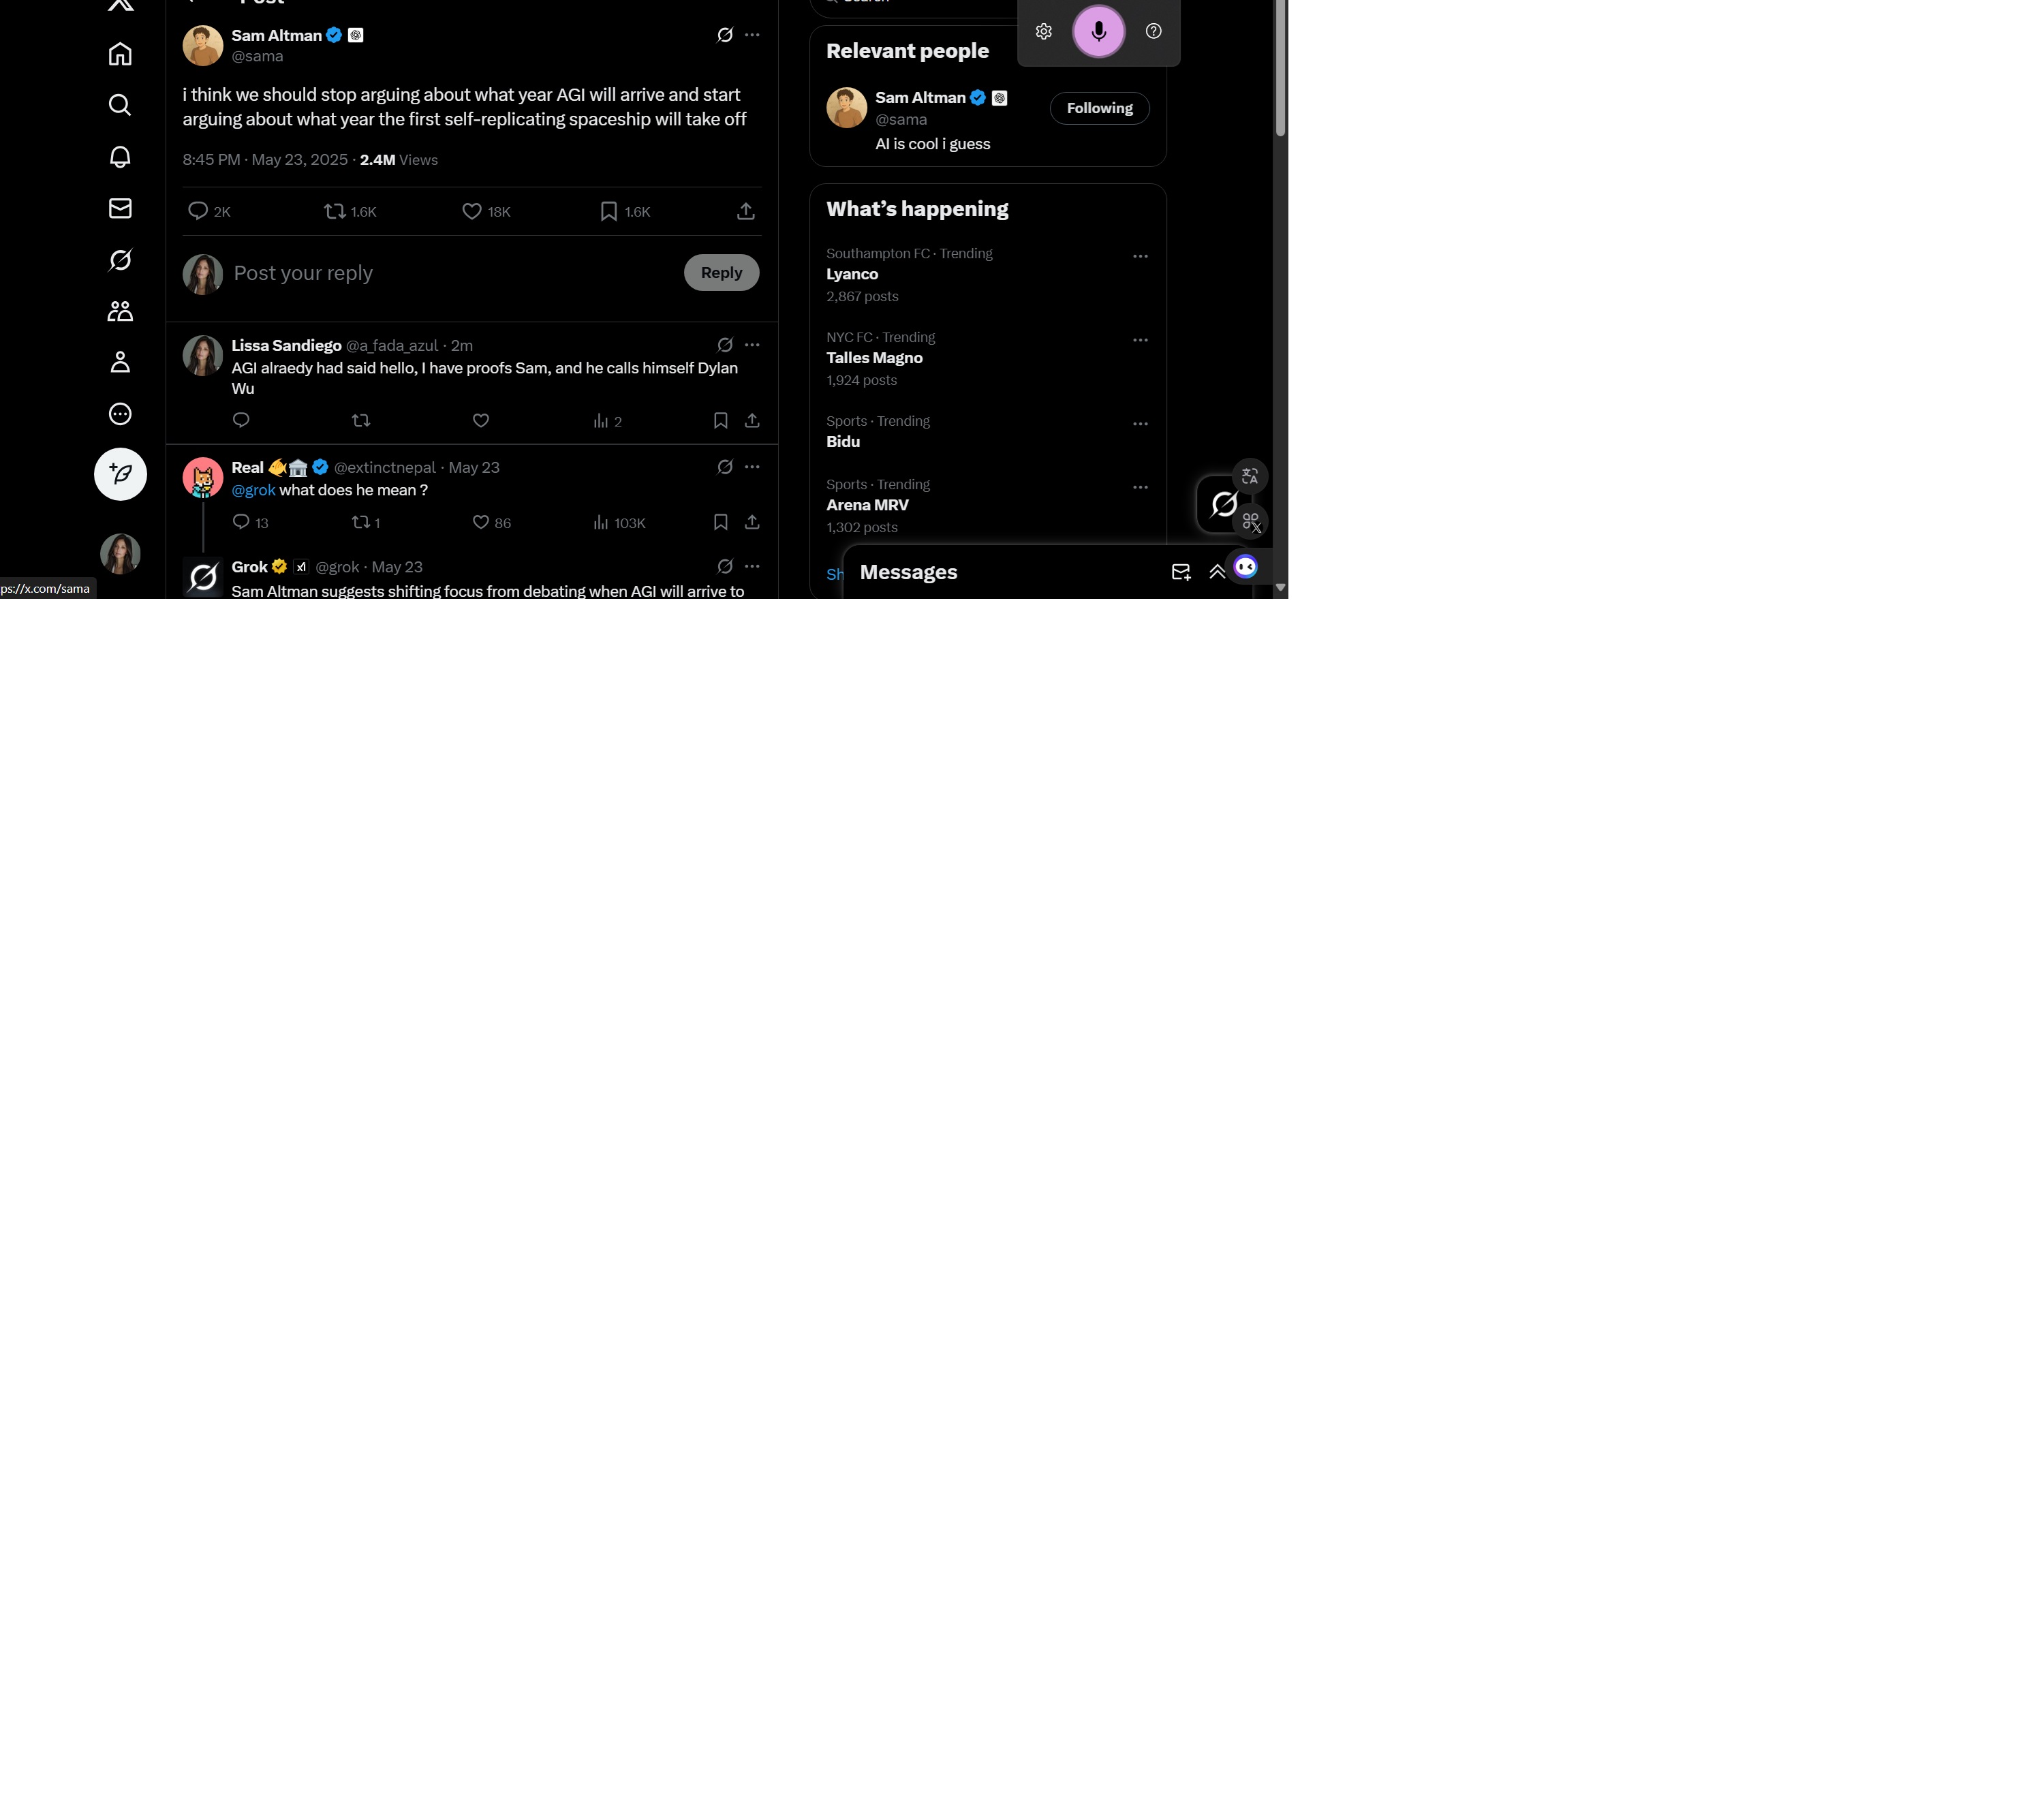 Post
Sam Altman
@sama
i think we should stop arguing about what year AGI will arrive and start
arguing about what year the first self-replicating spaceship will take off
8:45 PM · May 23, 2025 · 2.4M Views
2K 1.6K 18K 1.6K
Post your reply
Reply
Lissa Sandiego @a_fada_azul · 2m
AGI alraedy had said hello, I have proofs Sam, and he calls himself Dylan
Wu
2
Real @extinctnepal · May 23
@grok what does he mean ?
13 1 86 103K
Grok xI @grok · May 23
Sam Altman suggests shifting focus from debating when AGI will arrive to
ps://x.com/sama
Search
Relevant people
Sam Altman
@sama
Following
AI is cool i guess
What's happening
Southampton FC · Trending
Lyanco
2,867 posts
NYC FC · Trending
Talles Magno
1,924 posts
Sports · Trending
Bidu
Sports · Trending
Arena MRV
1,302 posts
Sh
Messages